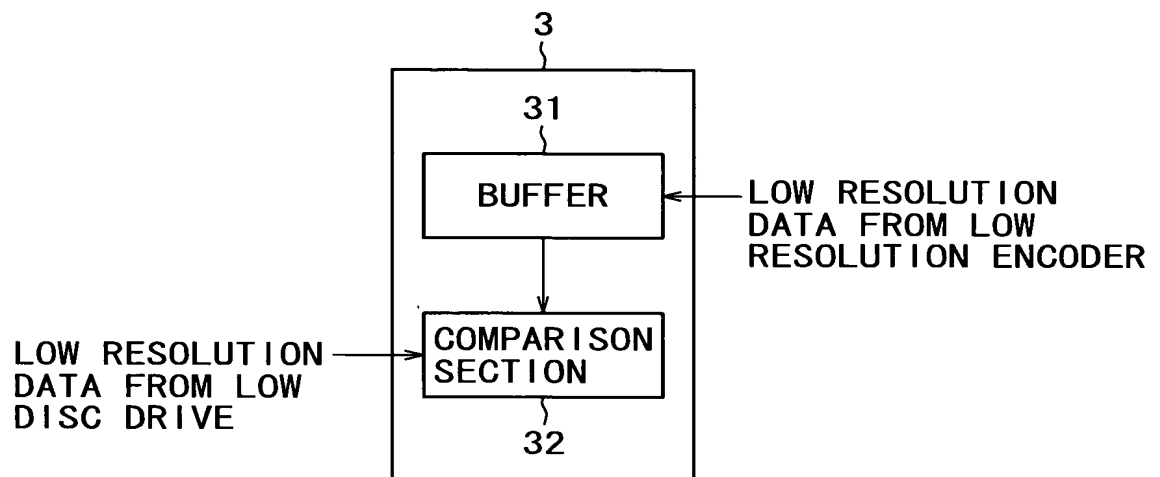 3
31
BUFFER
LOW RESOLUTION
DATA FROM LOW
RESOLUTION ENCODER
COMPARISON
SECTION
LOW RESOLUTION
DATA FROM LOW
DISC DRIVE
32